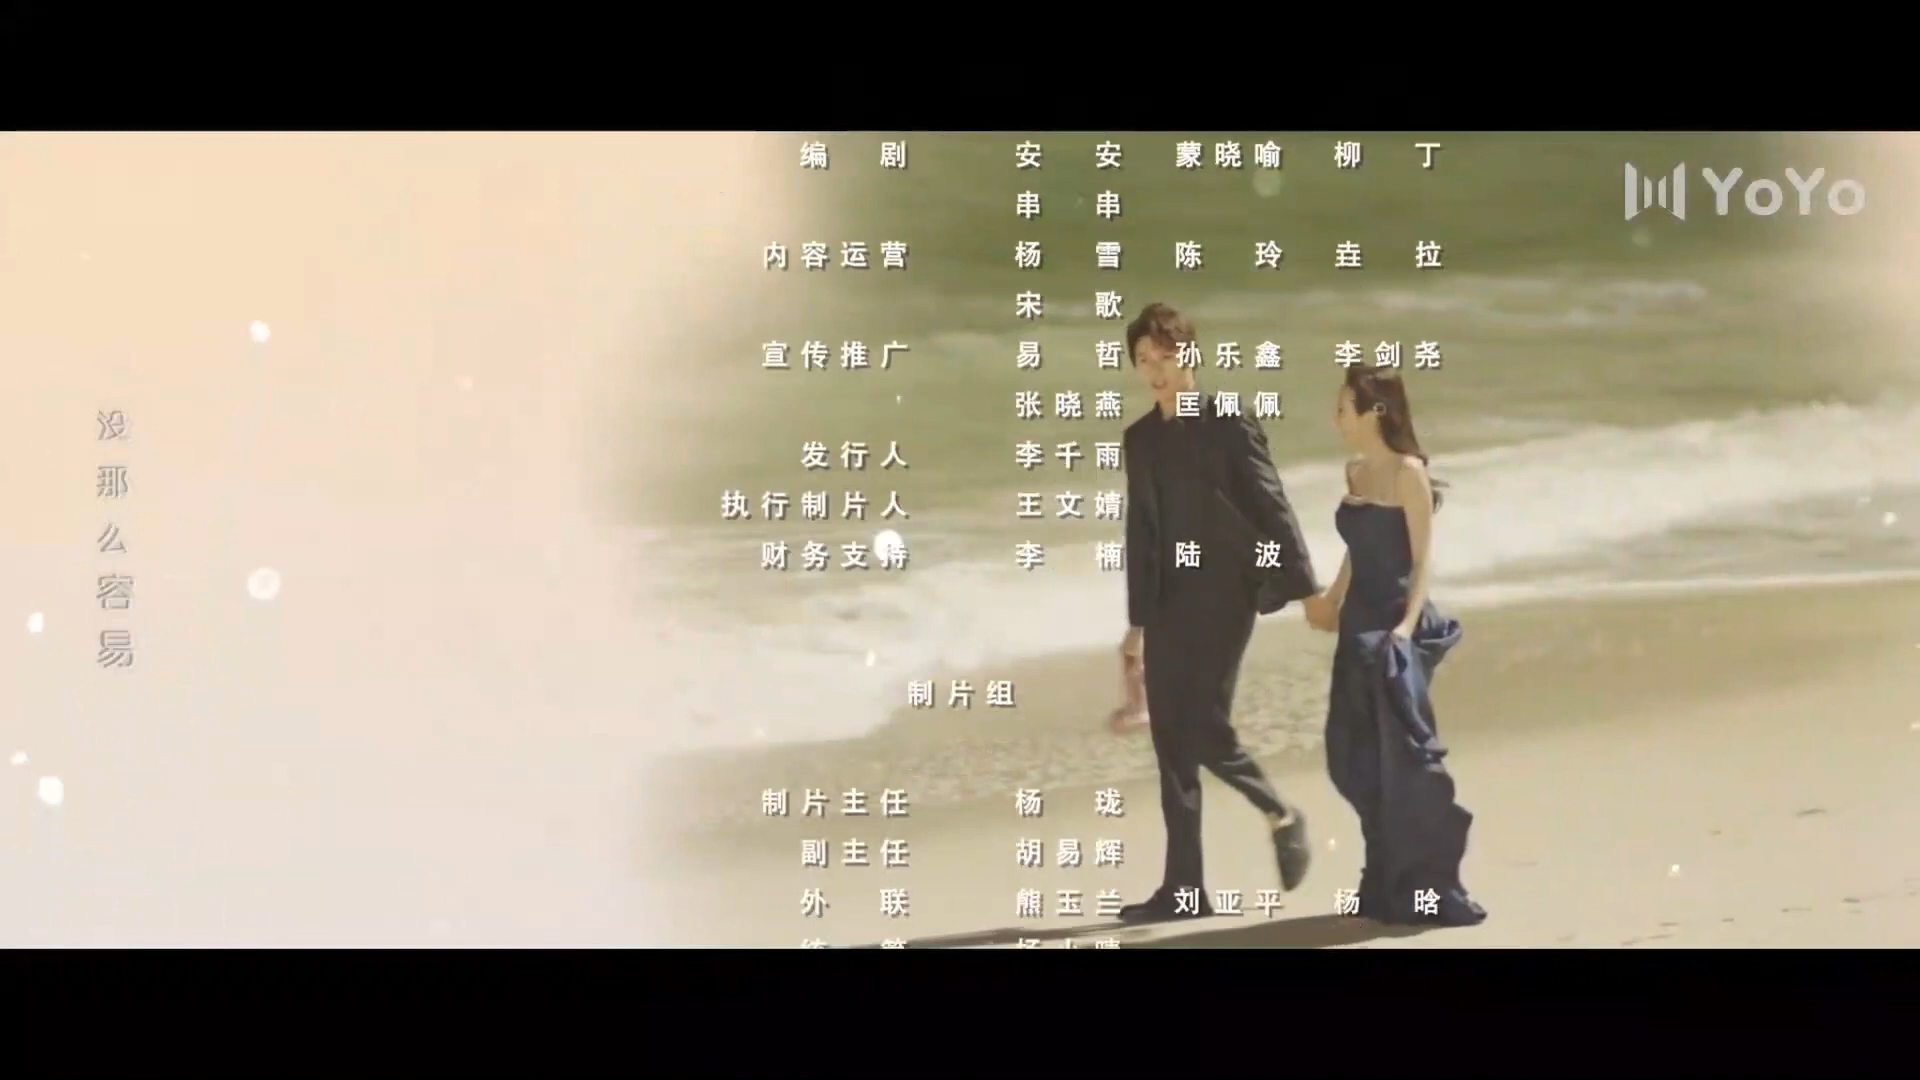 编剧 安安 蒙晓喻 柳丁
串串
内容运营 杨雪 陈玲 垚拉
宋歌
宣传推广 易哲 孙乐鑫 李剑尧
张晓燕 匡佩佩
发行人 李千雨
执行制片人 王文婧
财务支持 李楠 陆波
制片组
制片主任 杨珑
副主任 胡易辉
外联 熊玉兰 刘亚平 杨晗
没那么容易
YoYo